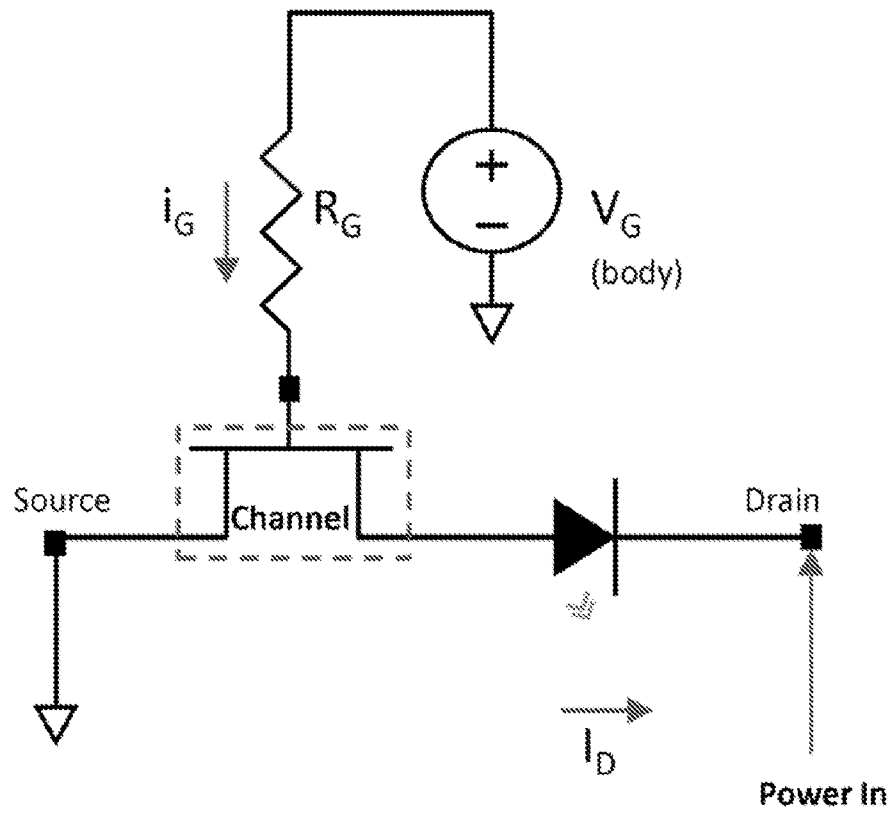 +
−
i_G
R_G
V_G
(body)
Source
Channel
Drain
I_D
Power In